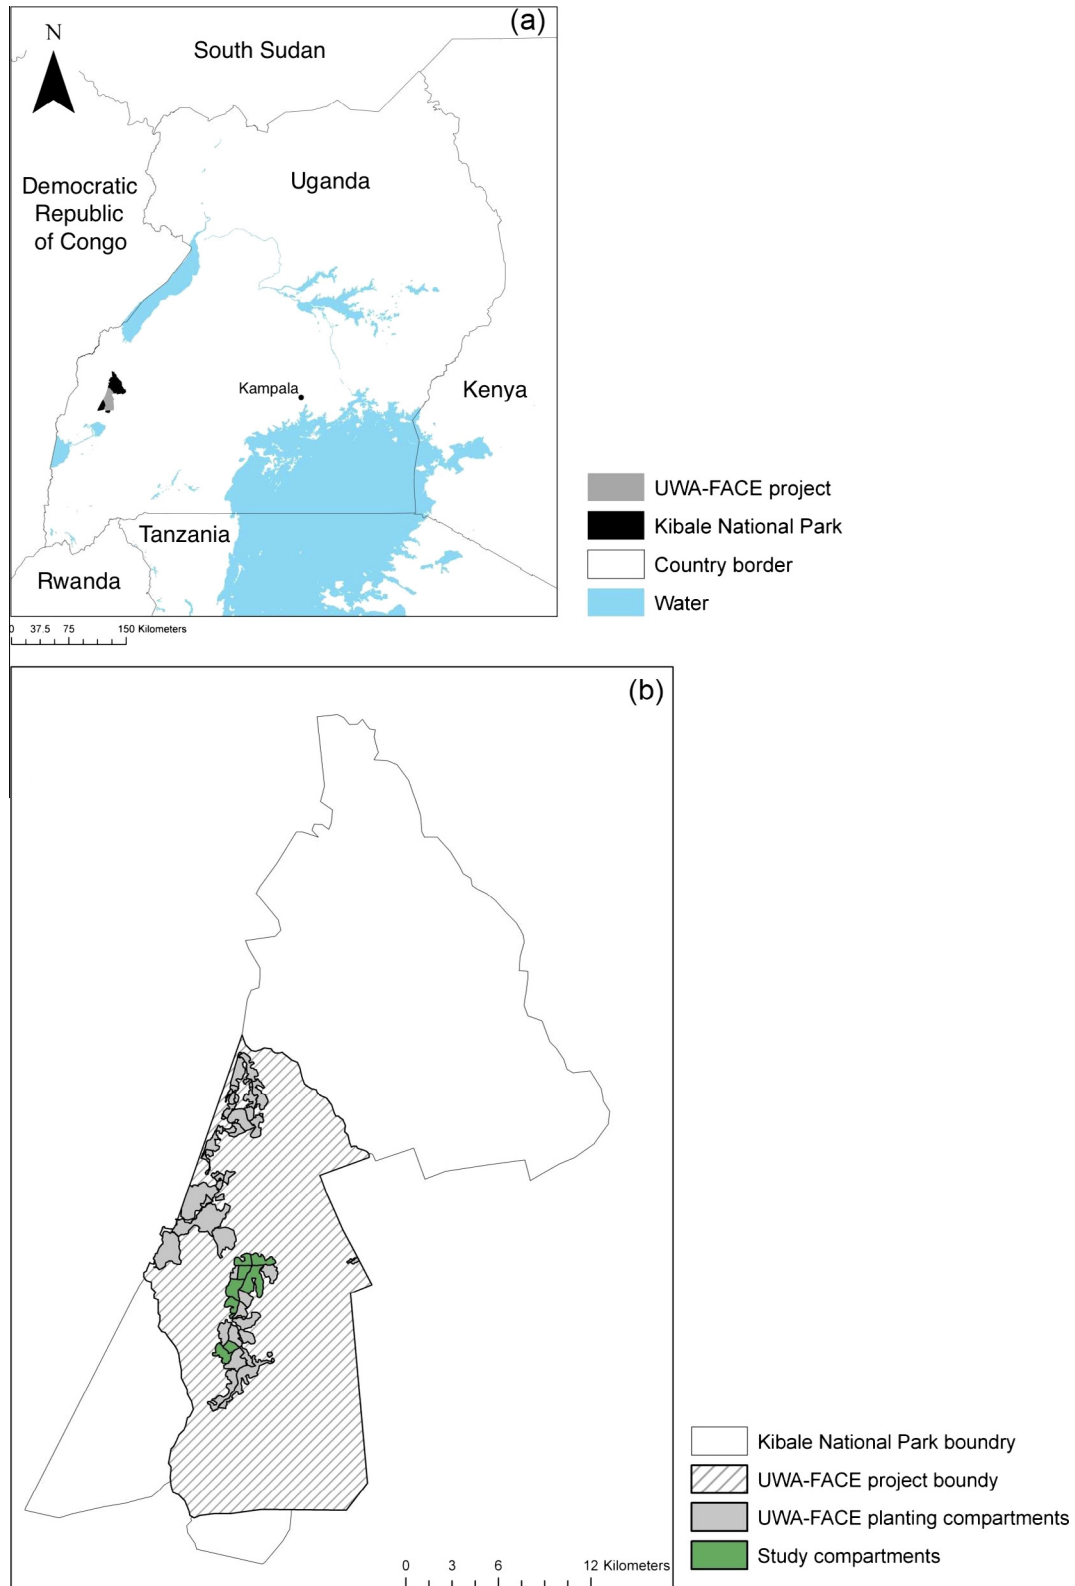 (a)
N
South Sudan
Democratic
Republic
of Congo
Uganda
Kampala
Kenya
Tanzania
Rwanda
0 37.5 75 150 Kilometers
UWA-FACE project
Kibale National Park
Country border
Water
(b)
0 3 6 12 Kilometers
Kibale National Park boundry
UWA-FACE project boundy
UWA-FACE planting compartments
Study compartments